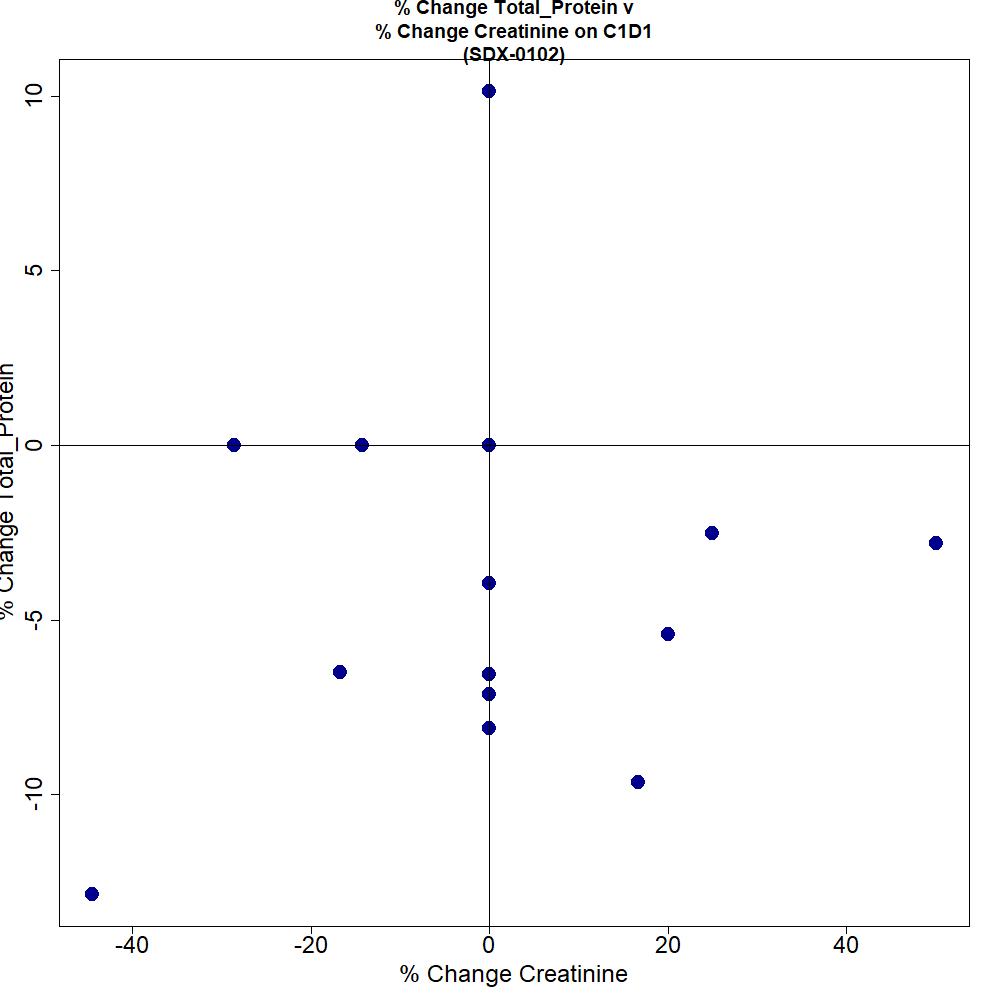 % Change Total_Protein v
% Change Creatinine on C1D1
(SDX-0102)
10
5
0
-5
-10
% Change Total_Protein
-40
-20
0
20
40
% Change Creatinine